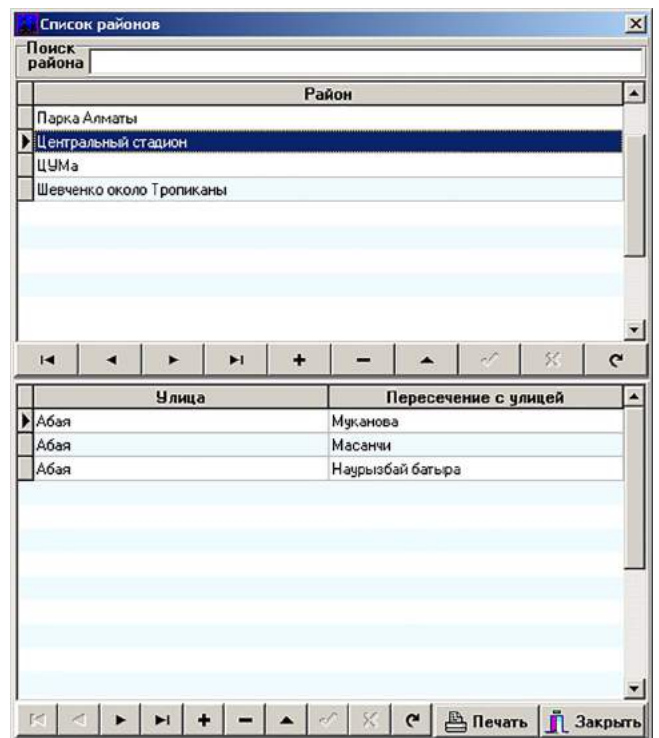 Список районов
Поиск
района
Район
Парка Алматы
Центральный стадион
ЦУМа
Шевченко около Тропиканы
Улица Пересечение с улицей
Абая Муканова
Абая Масанчи
Абая Наурызбай батыра
Печать Закрыть